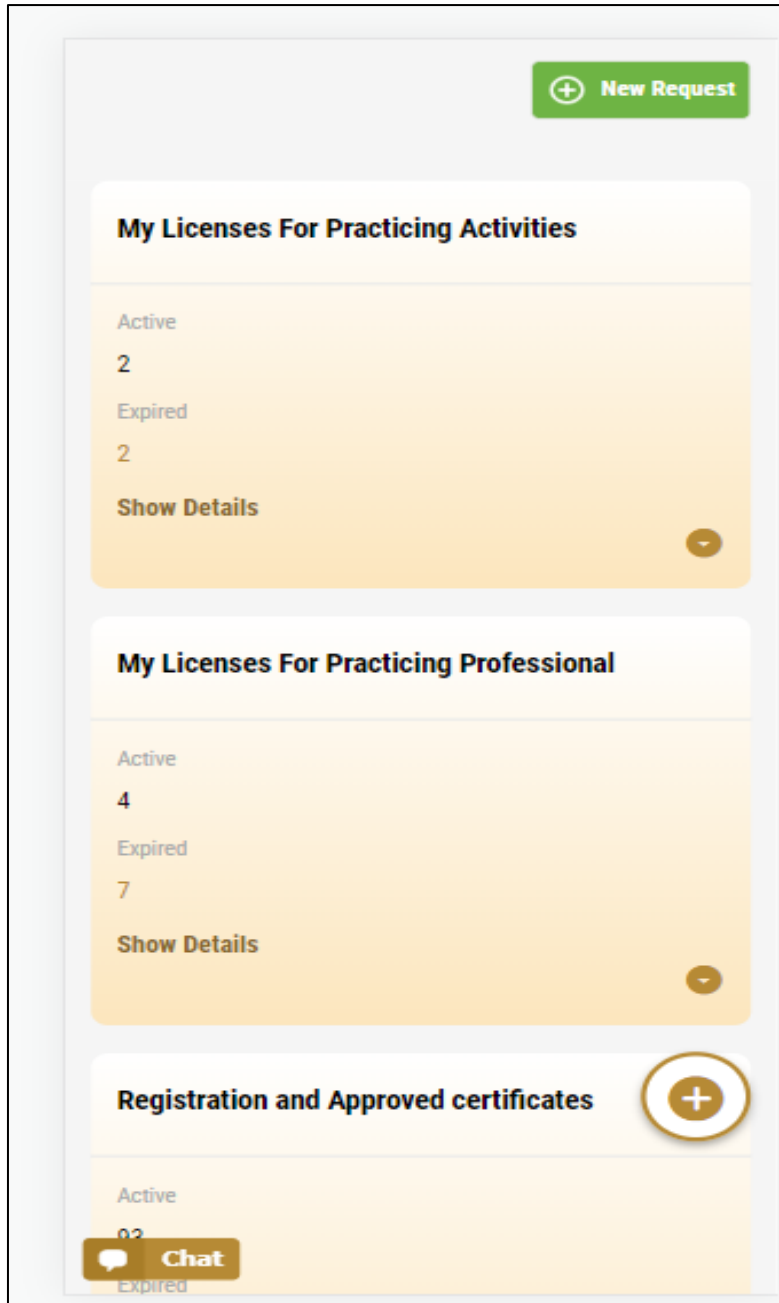 New Request
My Licenses For Practicing Activities
Active
2
Expired
2
Show Details
My Licenses For Practicing Professional
Active
4
Expired
7
Show Details
Registration and Approved certificates
Active
93
Chat
Expired